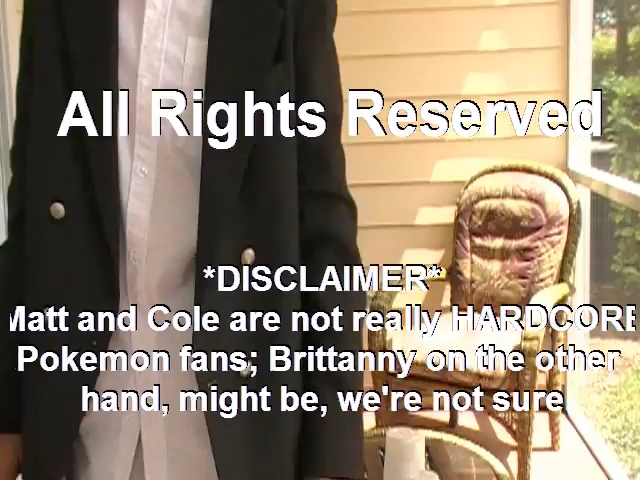 All Rights Reserved
*DISCLAIMER*
Matt and Cole are not really HARDCORE
Pokemon fans; Brittanny on the other
hand, might be, we're not sure